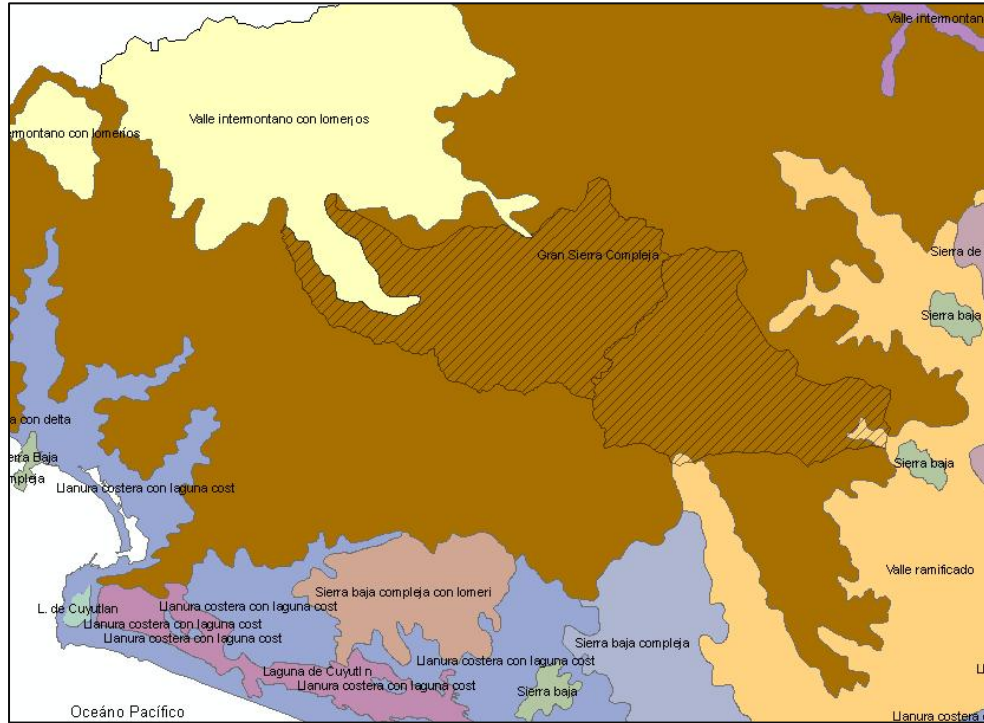 Valle intermontan
Valle intermontano con lomerjos
ermontano con lomerios
Gran Sierra Compleja
Sierra de
Sierra baja
a con delta
erra Baja
mpleja
Llanura costera con laguna cost
Sierra baja
Valle ramificado
Sierra baja compleja con lomeri
L. de Cuyutlan
Llanura costera con laguna cost
Llanura costera con laguna cost
Llanura costera con laguna cost
Sierra baja compleja
Llanura costera con laguna cost
Laguna de Cuyutl n
Llanura costera con laguna cost
Sierra baja
Ll
Oceáno Pacífico
Llanura costera c